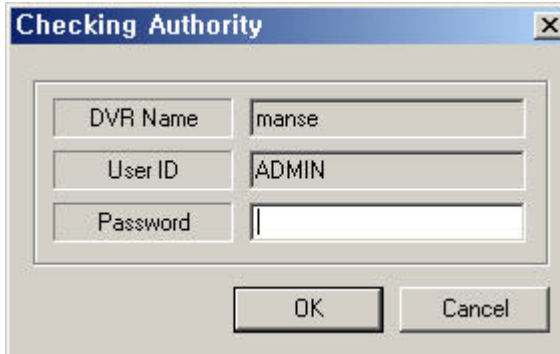 Checking Authority
DVR Name manse
User ID ADMIN
Password
OK Cancel